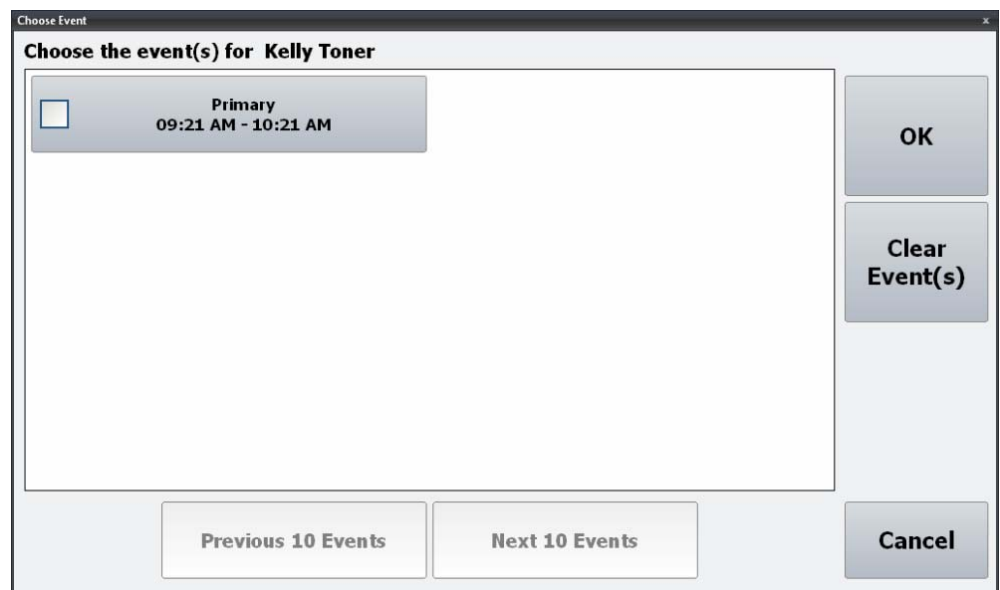 Choose Event
x
Choose the event(s) for Kelly Toner
Primary
09:21 AM - 10:21 AM
OK
Clear
Event(s)
Previous 10 Events
Next 10 Events
Cancel